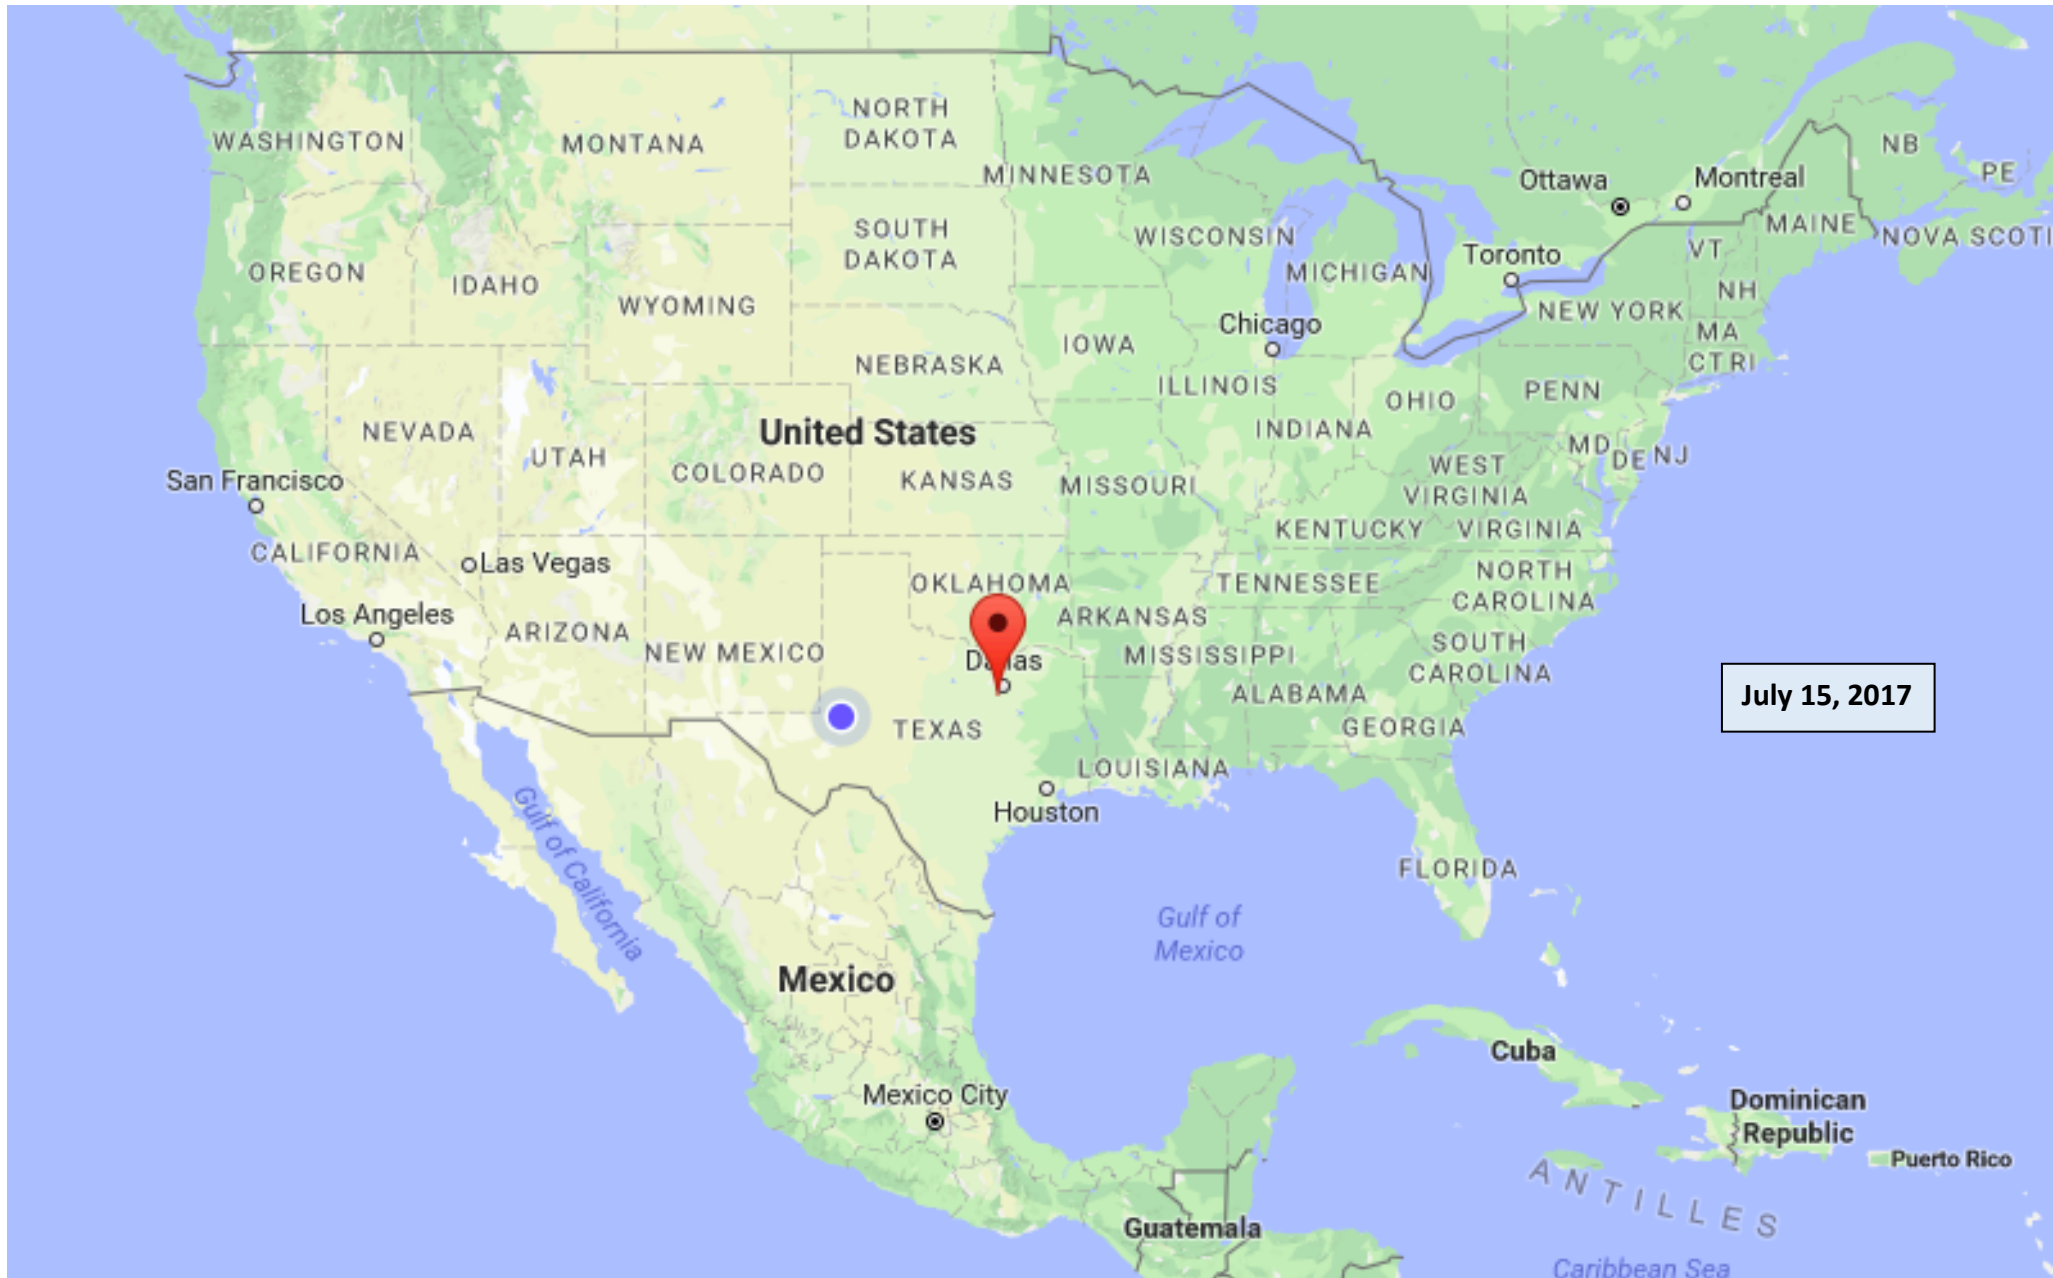 NORTH
DAKOTA
WASHINGTON
MONTANA
MINNESOTA
NB
PE
Ottawa
Montreal
MAINE
NOVA SCOTI
SOUTH
DAKOTA
WISCONSIN
VT
Toronto
OREGON
IDAHO
MICHIGAN
NH
WYOMING
NEW YORK
Chicago
MA
IOWA
CT RI
NEBRASKA
ILLINOIS
PENN
OHIO
United States
NEVADA
INDIANA
MD
DE
NJ
UTAH
COLORADO
KANSAS
MISSOURI
WEST
VIRGINIA
San Francisco
KENTUCKY
VIRGINIA
CALIFORNIA
Las Vegas
OKLAHOMA
TENNESSEE
NORTH
CAROLINA
Los Angeles
ARIZONA
ARKANSAS
NEW MEXICO
Dallas
MISSISSIPPI
SOUTH
CAROLINA
ALABAMA
July 15, 2017
TEXAS
GEORGIA
LOUISIANA
Houston
Gulf of California
FLORIDA
Gulf of
Mexico
Mexico
Cuba
Mexico City
Dominican
Republic
Puerto Rico
ANTILLES
Guatemala
Caribbean Sea